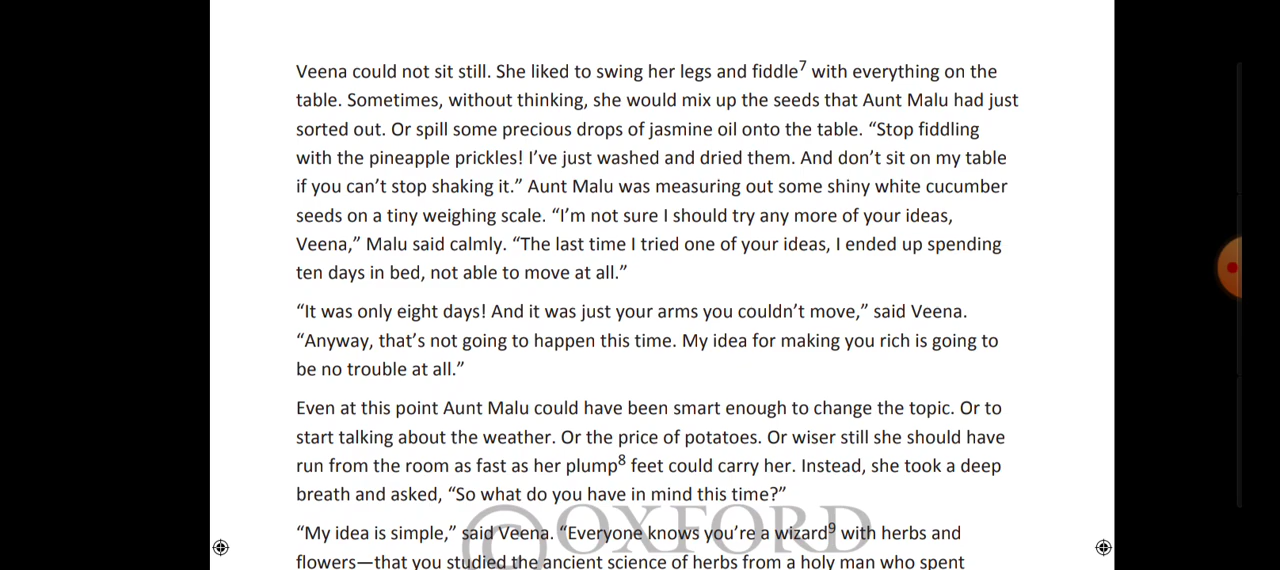 Veena could not sit still. She liked to swing her legs and fiddle7 with everything on the
table. Sometimes, without thinking, she would mix up the seeds that Aunt Malu had just
sorted out. Or spill some precious drops of jasmine oil onto the table. “Stop fiddling
with the pineapple prickles! I’ve just washed and dried them. And don’t sit on my table
if you can’t stop shaking it.” Aunt Malu was measuring out some shiny white cucumber
seeds on a tiny weighing scale. “I’m not sure I should try any more of your ideas,
Veena,” Malu said calmly. “The last time I tried one of your ideas, I ended up spending
ten days in bed, not able to move at all.”
“It was only eight days! And it was just your arms you couldn’t move,” said Veena.
“Anyway, that’s not going to happen this time. My idea for making you rich is going to
be no trouble at all.”
Even at this point Aunt Malu could have been smart enough to change the topic. Or to
start talking about the weather. Or the price of potatoes. Or wiser still she should have
run from the room as fast as her plump8 feet could carry her. Instead, she took a deep
breath and asked, “So what do you have in mind this time?”
© OXFORD
“My idea is simple,” said Veena. “Everyone knows you’re a wizard9 with herbs and
flowers—that you studied the ancient science of herbs from a holy man who spent